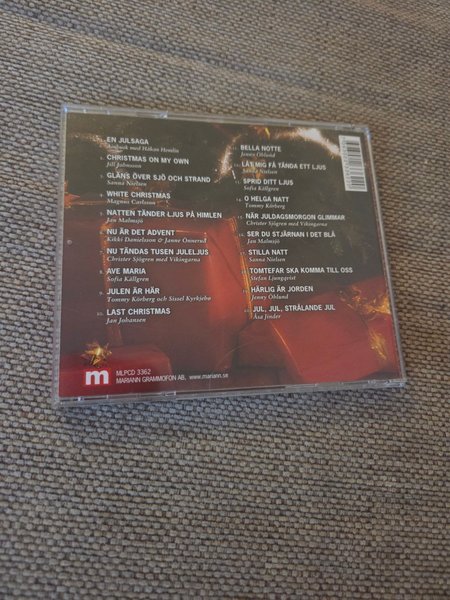 EN JULSAGA
Ambush med Håkan Hemlin
CHRISTMAS ON MY OWN
Jill Johnson
GLÄNS ÖVER SJÖ OCH STRAND
Sanna Nielsen
WHITE CHRISTMAS
Magnus Carlsson
NATTEN TÄNDER LJUS PÅ HIMLEN
Jan Malmsjö
NU ÄR DET ADVENT
Kikki Danielsson & Janne Önnerud
NU TÄNDAS TUSEN JULELJUS
Christer Sjögren med Vikingarna
AVE MARIA
Sofia Källgren
JULEN ÄR HÄR
Tommy Körberg och Sissel Kyrkjebø
LAST CHRISTMAS
Jan Johansen
BELLA NOTTE
Jenny Öhlund
LÅT MIG FÅ TÄNDA ETT LJUS
Sanna Nielsen
SPRID DITT LJUS
Sofia Källgren
O HELGA NATT
Tommy Körberg
NÄR JULDAGSMORGON GLIMMAR
Christer Sjögren med Vikingarna
SER DU STJÄRNAN I DET BLÅ
Jan Malmsjö
STILLA NATT
Sanna Nielsen
TOMTEFAR SKA KOMMA TILL OSS
Stefan Ljungqvist
HÄRLIG ÄR JORDEN
Jenny Öhlund
JUL, JUL, STRÅLANDE JUL
Åsa Jinder
m
MLPCD 3362
MARIANN GRAMMOFON AB. www.mariann.se